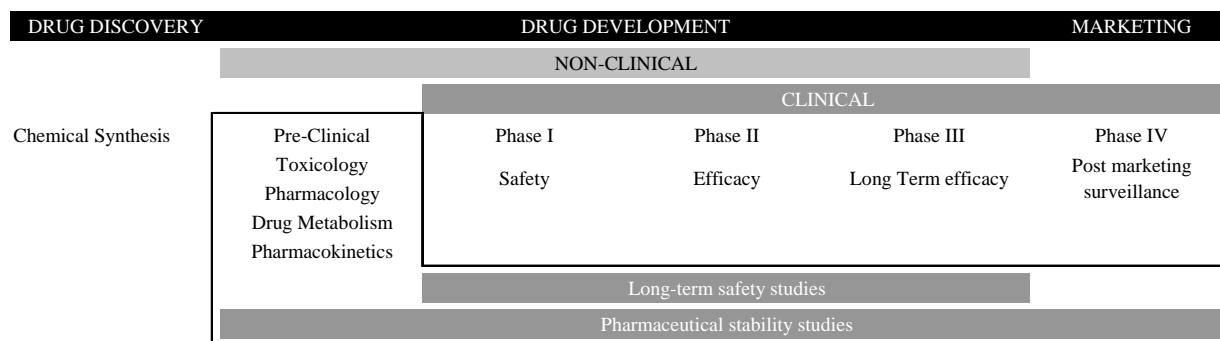 DRUG DISCOVERY DRUG DEVELOPMENT MARKETING
NON-CLINICAL
CLINICAL
Chemical Synthesis Pre-Clinical Phase I Phase II Phase III Phase IV
Toxicology
Pharmacology
Drug Metabolism
Pharmacokinetics
Safety
Efficacy
Long Term efficacy
Post marketing
surveillance
Long-term safety studies
Pharmaceutical stability studies